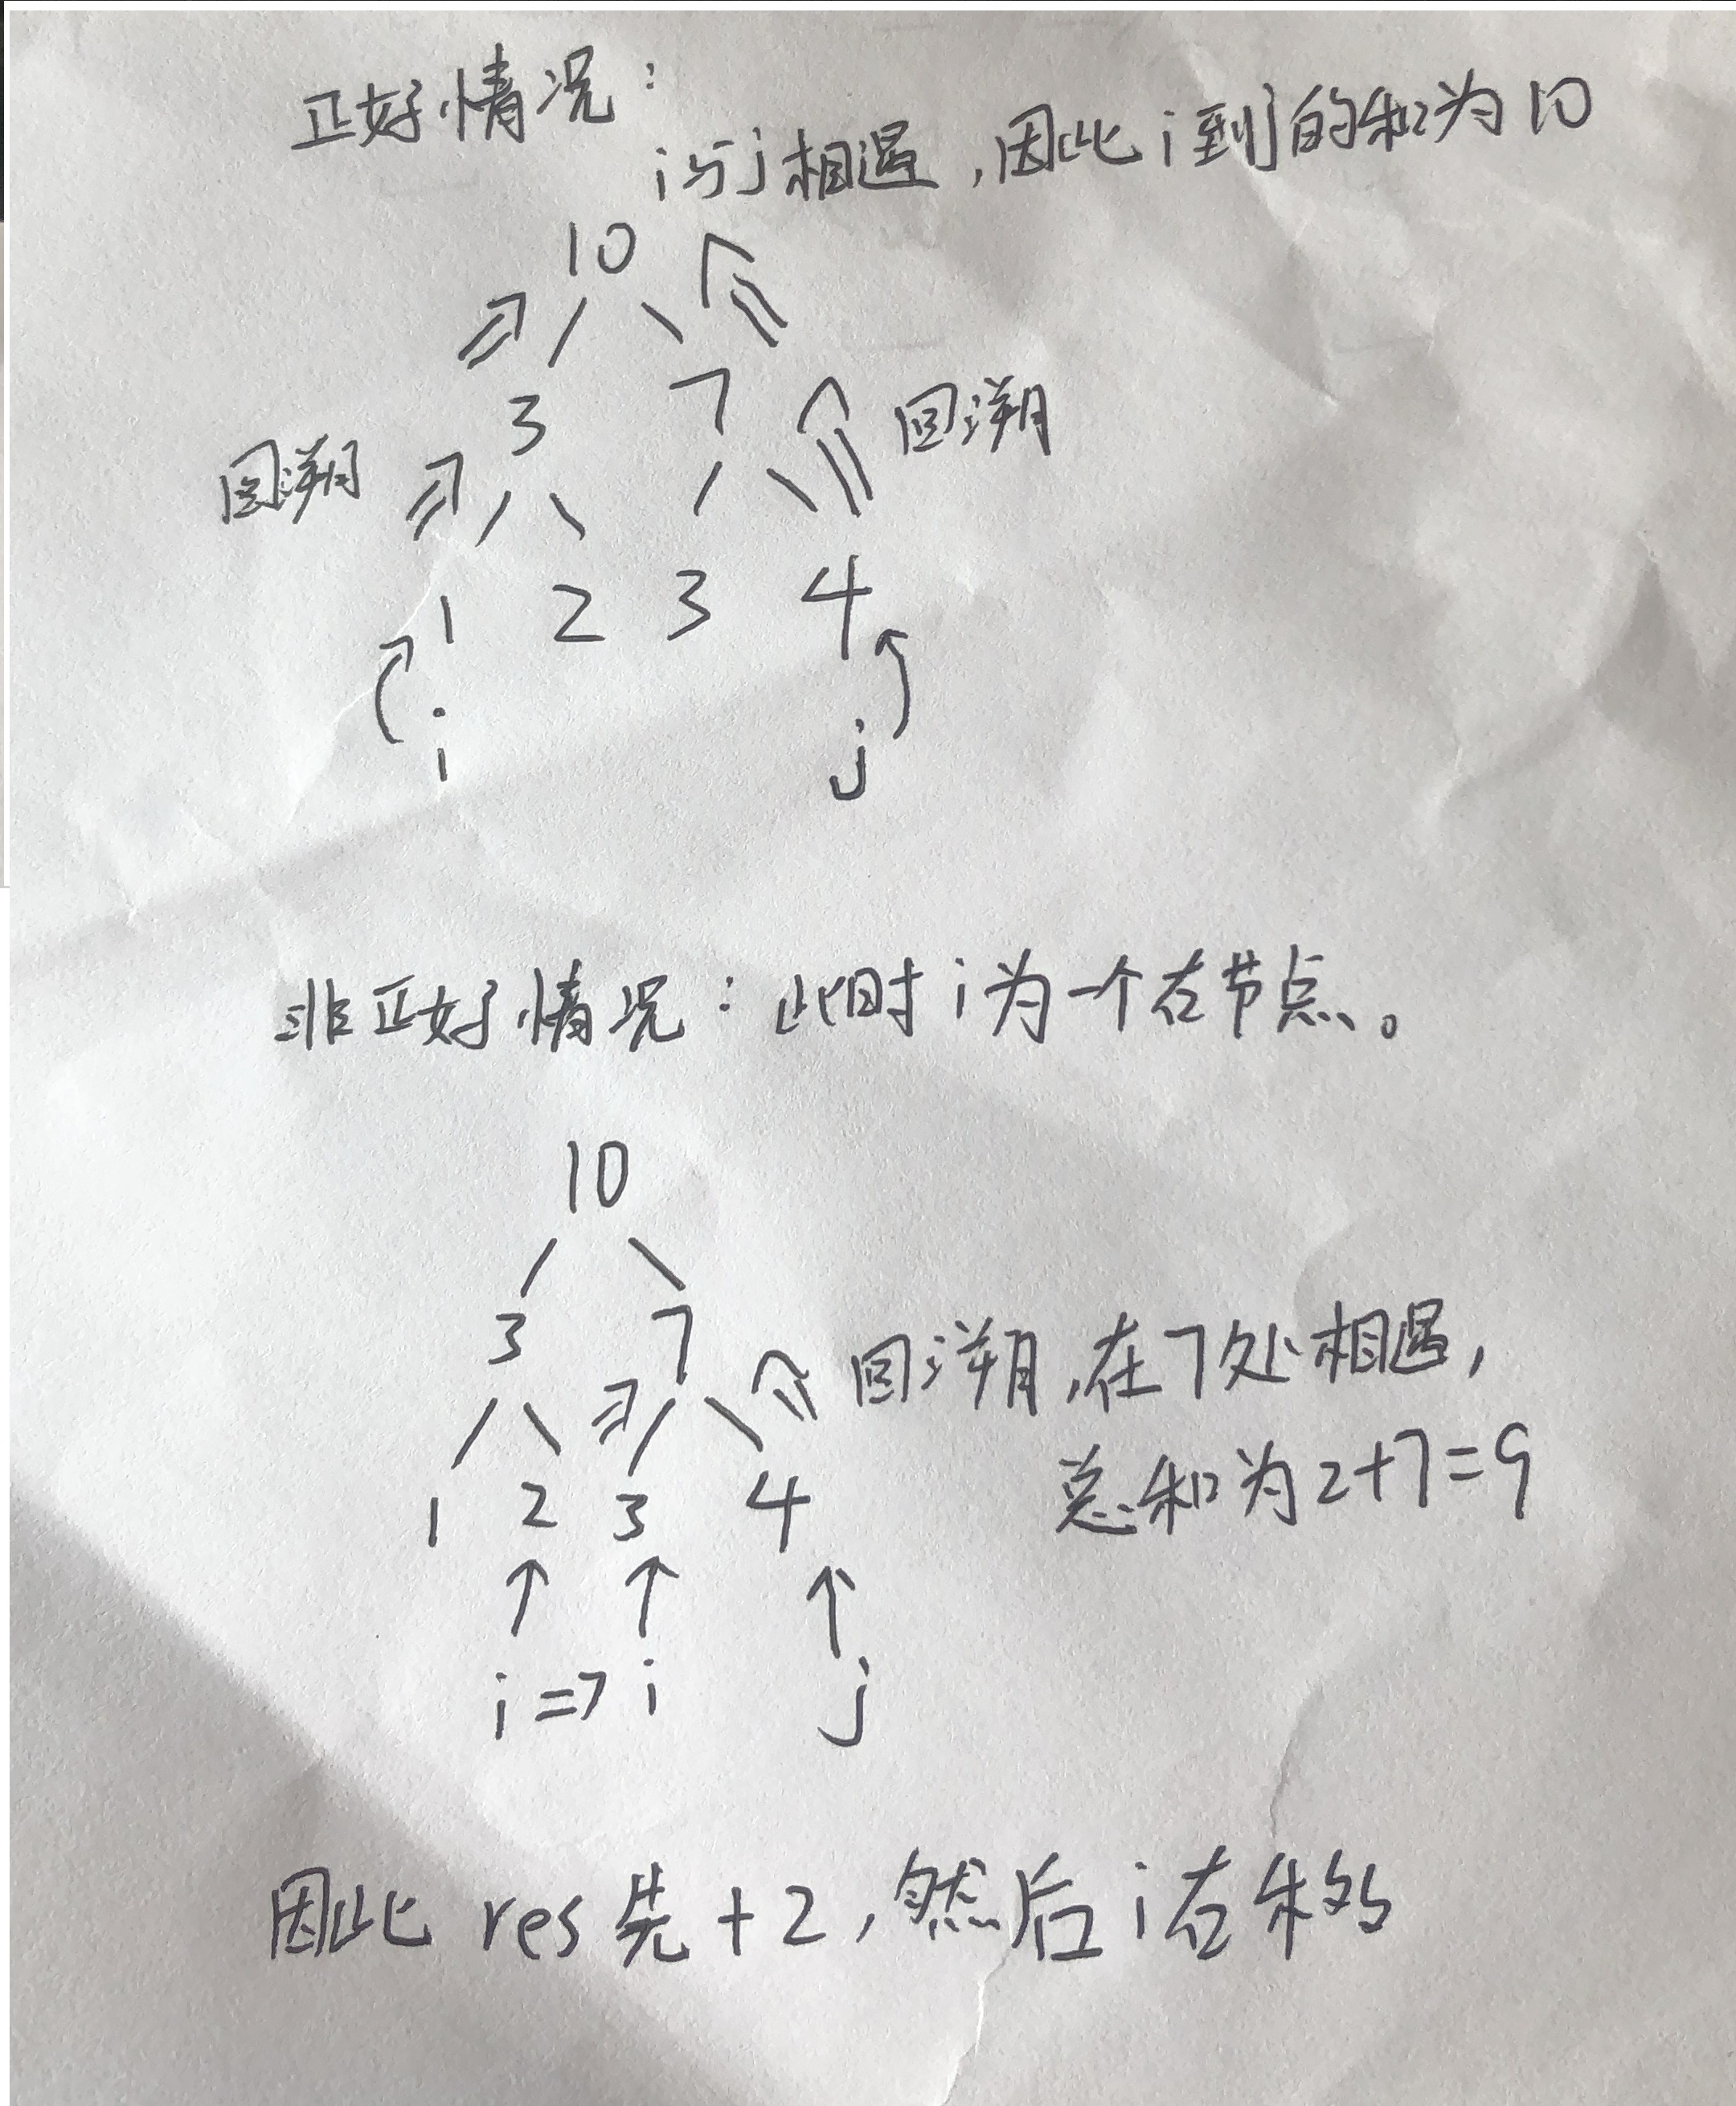 正好情况：
i与j相遇，因此i到j的和为10
10
3 7
回溯 回溯
1 2 3 4
i j
非正好情况：此时i为一个右节点。
10
3 7
回溯，在7处相遇，
1 2 3 4
总和为2+7=9
i => i j
因此res先+2，然后i右移